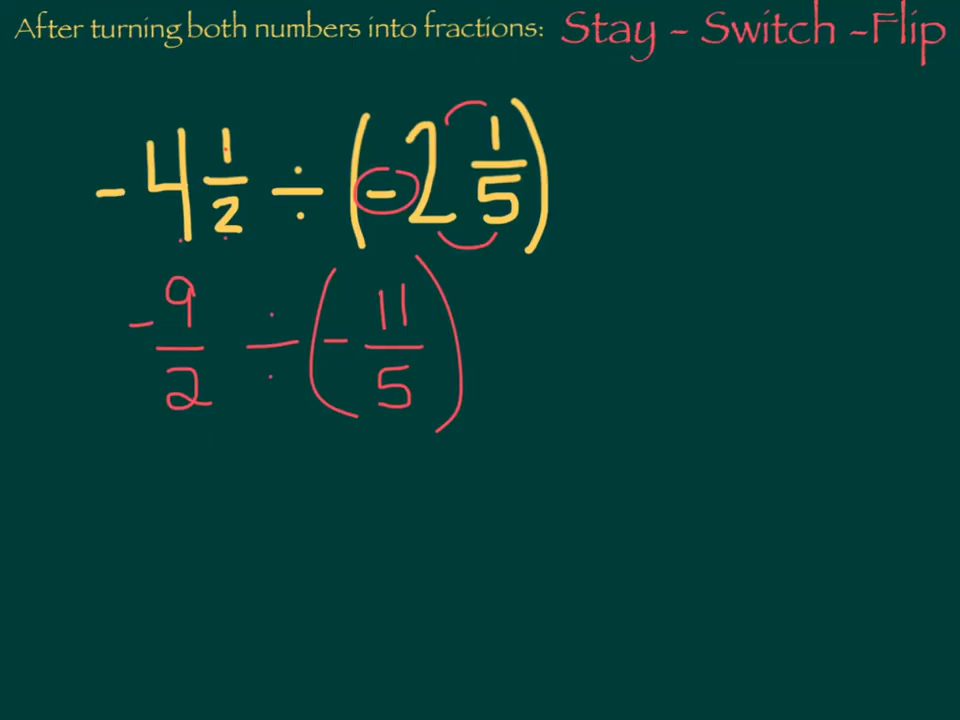 After turning both numbers into fractions: Stay - Switch -Flip
-4 1/2 ÷ (-2 1/5)
-9/2 ÷ (-11/5)